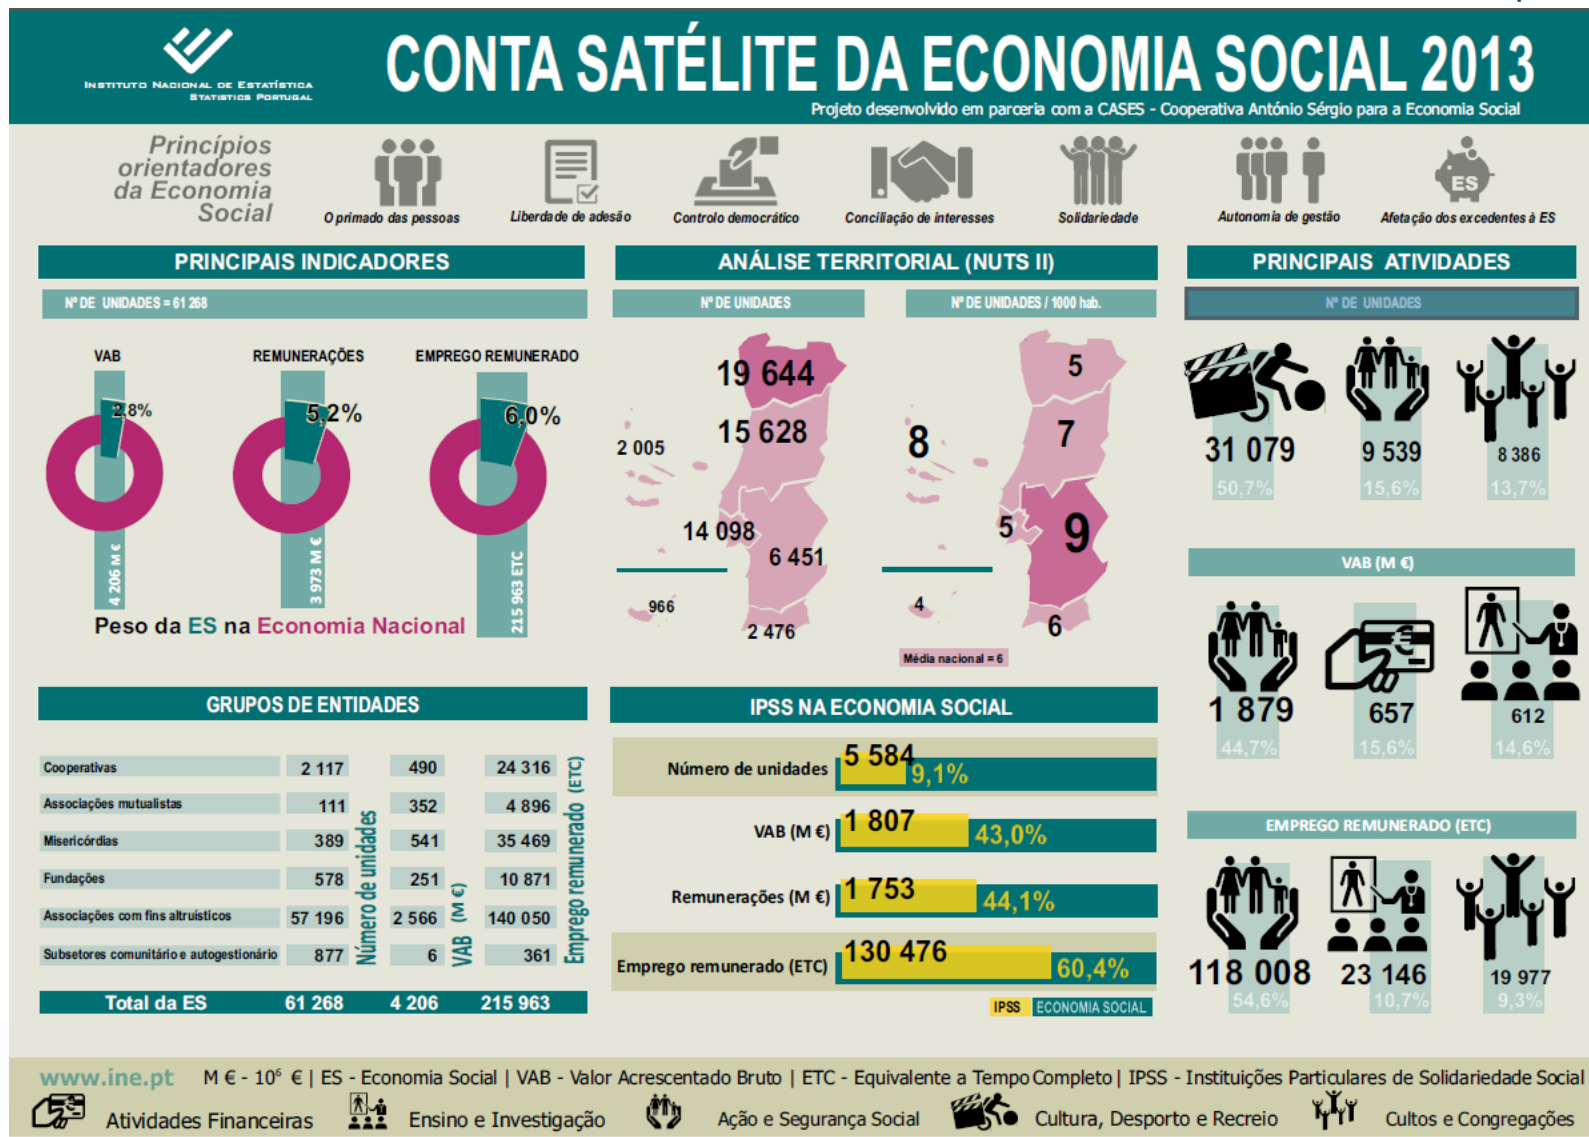 INSTITUTO NACIONAL DE ESTATÍSTICA
STATISTICS PORTUGAL
CONTA SATÉLITE DA ECONOMIA SOCIAL 2013
Projeto desenvolvido em parceria com a CASES - Cooperativa António Sérgio para a Economia Social
Princípios
orientadores
da Economia
Social
O primado das pessoas
Liberdade de adesão
Controlo democrático
Conciliação de interesses
Solidariedade
Autonomia de gestão
ES
Afetação dos excedentes à ES
PRINCIPAIS INDICADORES
Nº DE UNIDADES = 61 268
VAB
REMUNERAÇÕES
EMPREGO REMUNERADO
2,8%
5,2%
6,0%
4 206 M €
3 973 M €
215 963 ETC
Peso da ES na Economia Nacional
ANÁLISE TERRITORIAL (NUTS II)
Nº DE UNIDADES
19 644
15 628
2 005
14 098
6 451
966
2 476
Nº DE UNIDADES / 1000 hab.
5
7
8
5
9
4
6
Média nacional = 6
PRINCIPAIS ATIVIDADES
Nº DE UNIDADES
31 079
9 539
8 386
50,7%
15,6%
13,7%
VAB (M €)
1 879
657
612
44,7%
15,6%
14,6%
EMPREGO REMUNERADO (ETC)
118 008
23 146
19 977
54,6%
10,7%
9,3%
GRUPOS DE ENTIDADES
Número de unidades
VAB (M €)
Emprego remunerado (ETC)
Cooperativas 2 117 490 24 316
Associações mutualistas 111 352 4 896
Misericórdias 389 541 35 469
Fundações 578 251 10 871
Associações com fins altruísticos 57 196 2 566 140 050
Subsetores comunitário e autogestionário 877 6 361
Total da ES 61 268 4 206 215 963
IPSS NA ECONOMIA SOCIAL
Número de unidades 5 584 9,1%
VAB (M €) 1 807 43,0%
Remunerações (M €) 1 753 44,1%
Emprego remunerado (ETC) 130 476 60,4%
IPSS ECONOMIA SOCIAL
www.ine.pt M € - 10⁶ € | ES - Economia Social | VAB - Valor Acrescentado Bruto | ETC - Equivalente a Tempo Completo | IPSS - Instituições Particulares de Solidariedade Social
Atividades Financeiras Ensino e Investigação Ação e Segurança Social Cultura, Desporto e Recreio Cultos e Congregações